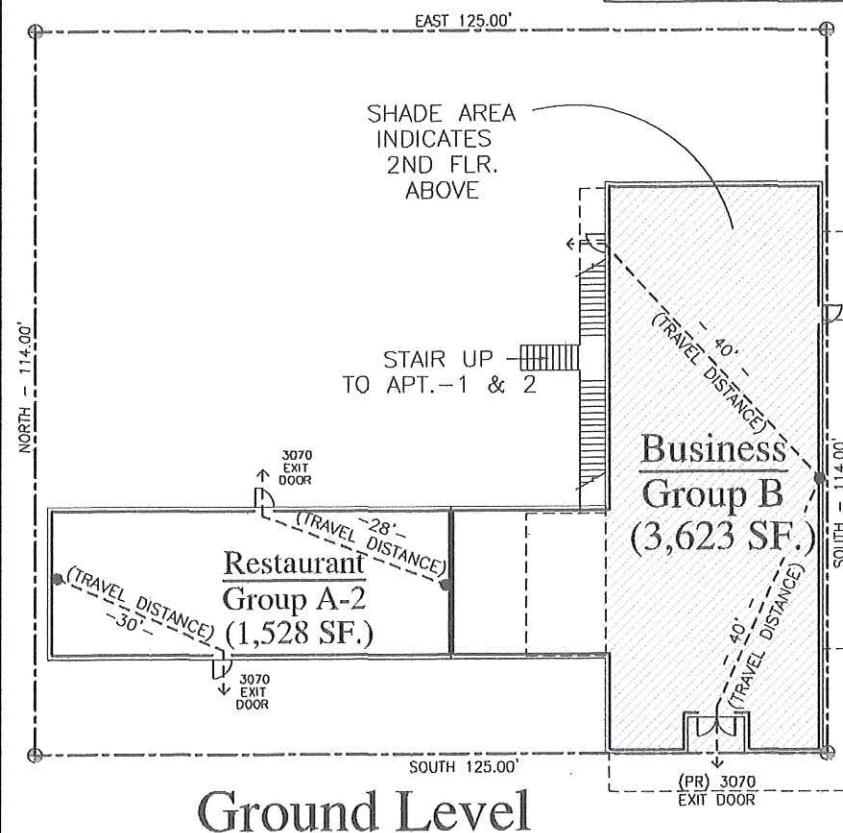 EAST 125.00'
SHADE AREA
INDICATES
2ND FLR.
ABOVE
NORTH - 114.00'
STAIR UP
TO APT.-1 & 2
- 40' -
(TRAVEL DISTANCE)
Business
Group B
(3,623 SF.)
SOUTH - 114.00'
3070
EXIT
DOOR
-28'-
(TRAVEL DISTANCE)
Restaurant
Group A-2
(1,528 SF.)
(TRAVEL DISTANCE)
-30'-
3070
EXIT
DOOR
- 40' -
(TRAVEL DISTANCE)
SOUTH 125.00'
(PR) 3070
EXIT DOOR
Ground Level